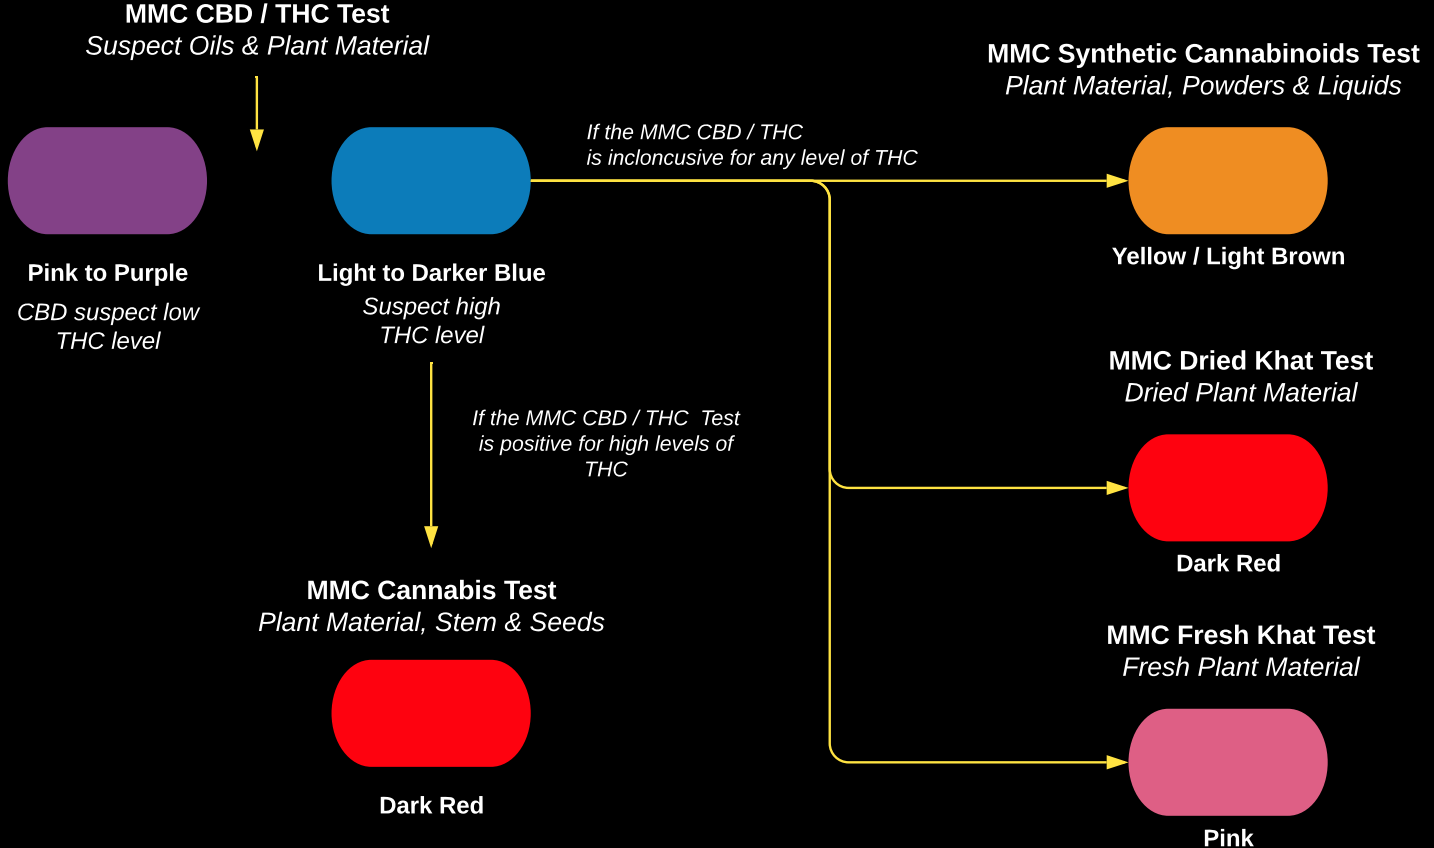 MMC CBD / THC Test
Suspect Oils & Plant Material
Pink to Purple
CBD suspect low
THC level
Light to Darker Blue
Suspect high
THC level
If the MMC CBD / THC
is incloncusive for any level of THC
If the MMC CBD / THC  Test
is positive for high levels of
THC
MMC Cannabis Test
Plant Material, Stem & Seeds
Dark Red
MMC Synthetic Cannabinoids Test
Plant Material, Powders & Liquids
Yellow / Light Brown
MMC Dried Khat Test
Dried Plant Material
Dark Red
MMC Fresh Khat Test
Fresh Plant Material
Pink